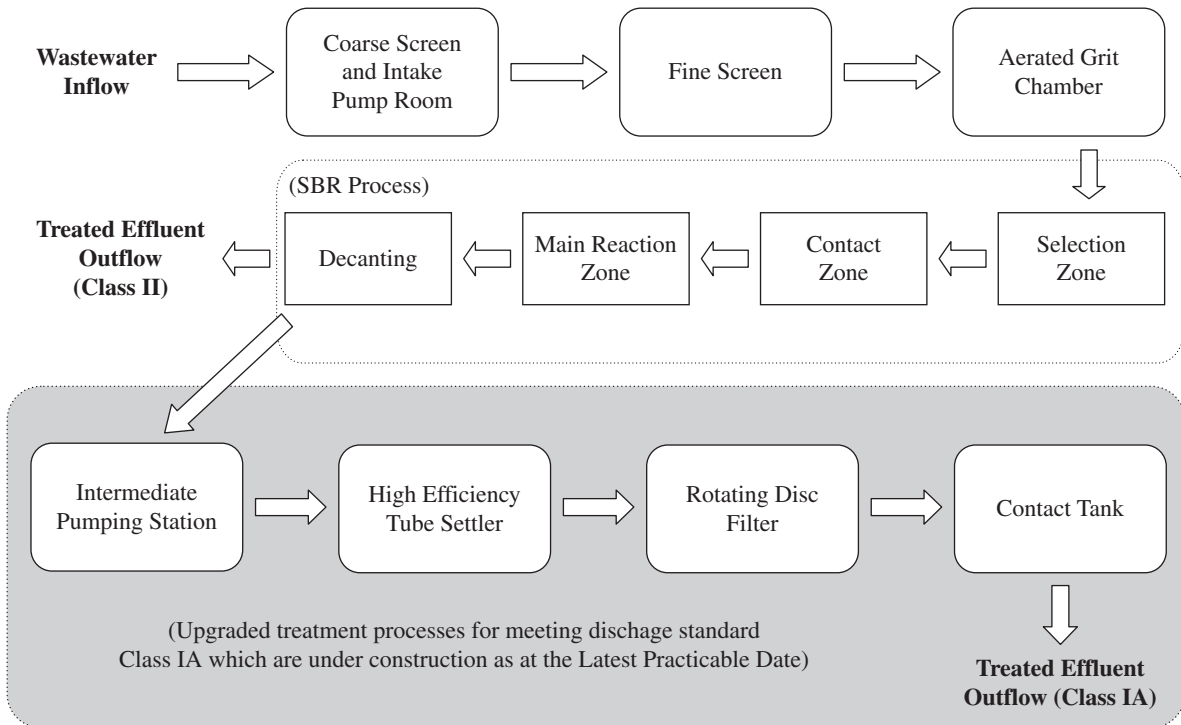 Wastewater
Inflow
Coarse Screen
and Intake
Pump Room
Fine Screen
Aerated Grit
Chamber
(SBR Process)
Treated Effluent
Outflow
(Class II)
Decanting
Main Reaction
Zone
Contact
Zone
Selection
Zone
Intermediate
Pumping Station
High Efficiency
Tube Settler
Rotating Disc
Filter
Contact Tank
(Upgraded treatment processes for meeting dischage standard
Class IA which are under construction as at the Latest Practicable Date)
Treated Effluent
Outflow (Class IA)